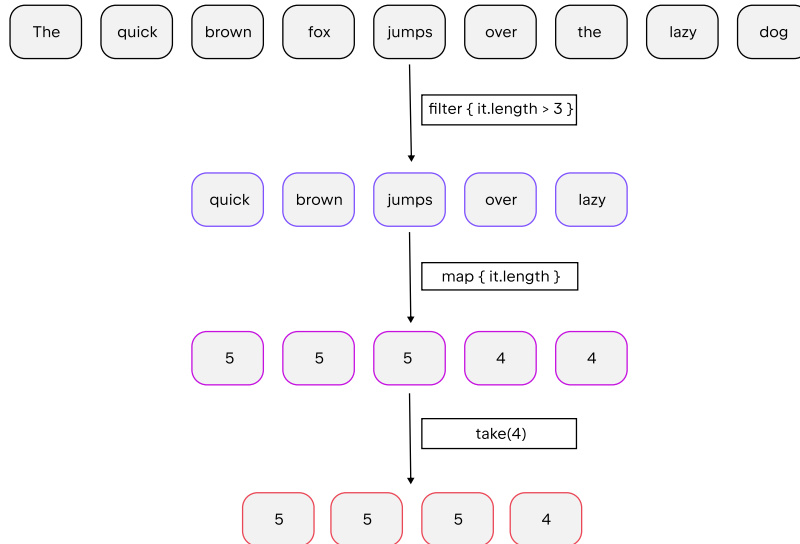 The quick brown fox jumps over the lazy dog
filter { it.length > 3 }
quick brown jumps over lazy
map { it.length }
5 5 5 4 4
take(4)
5 5 5 4